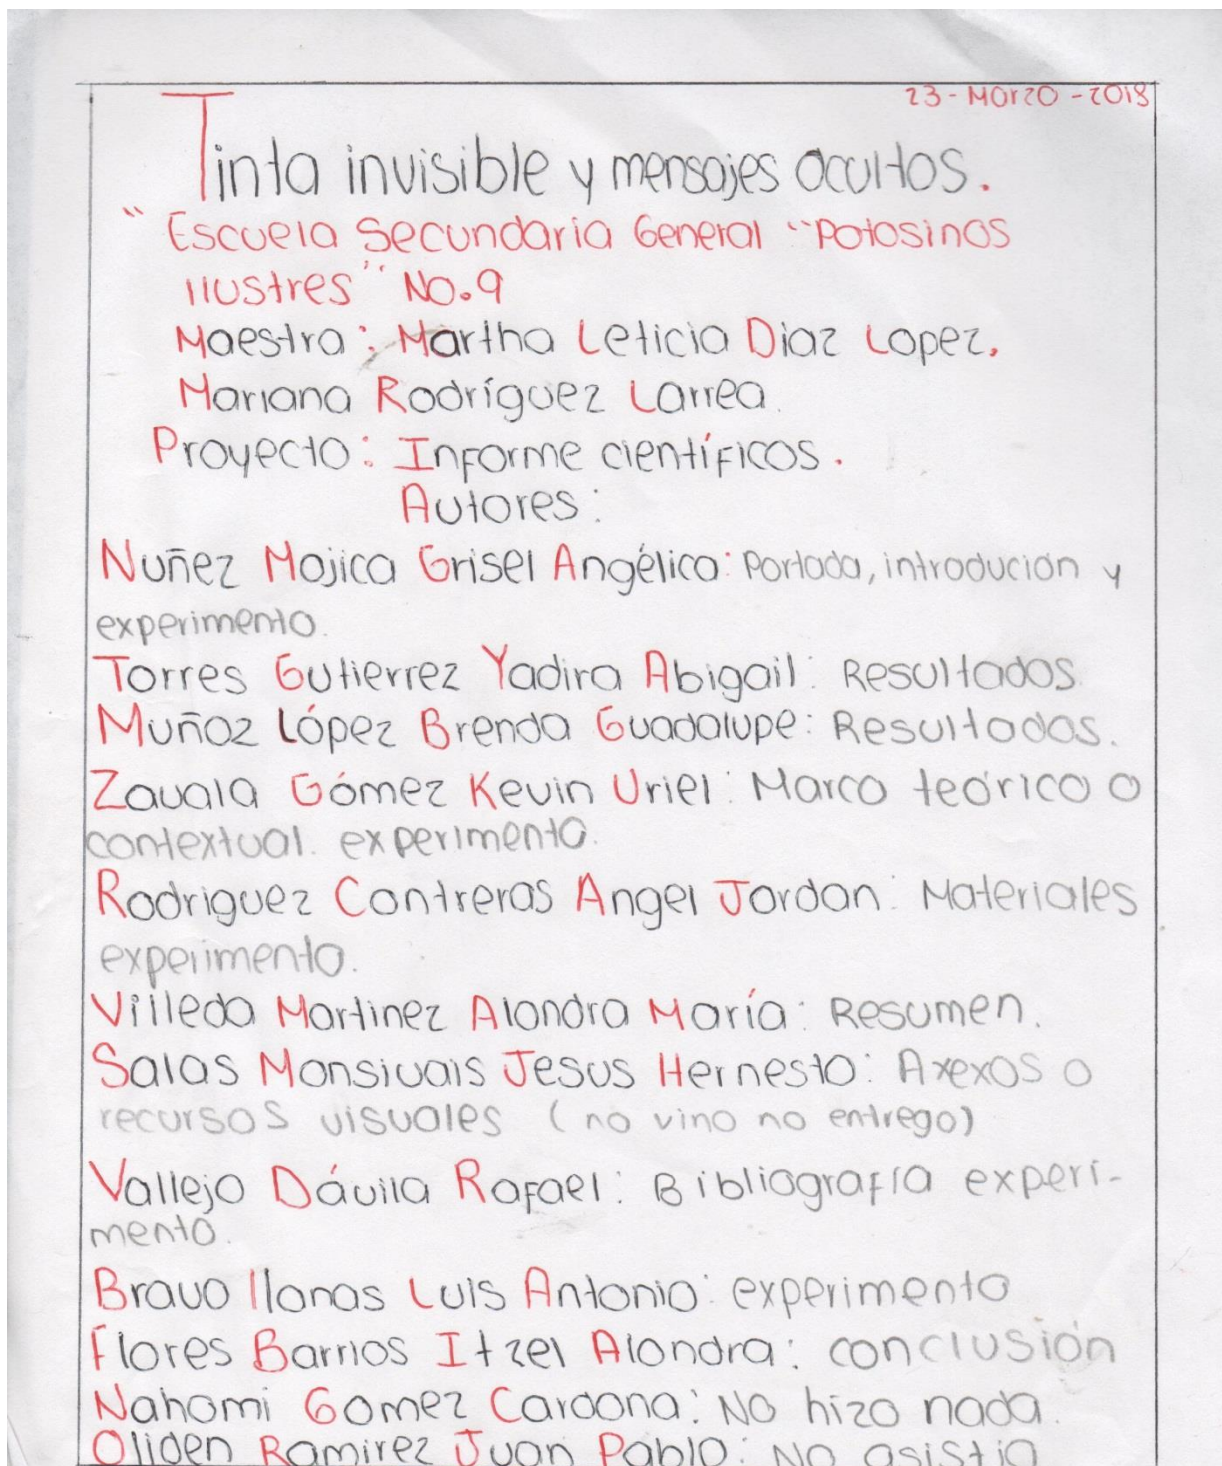 23-Marzo-2018
Tinta invisible y mensajes ocultos.
"Escuela Secundaria General "Potosinos
Ilustres" No.9
Maestra: Martha Leticia Diaz Lopez.
Mariana Rodríguez Larrea.
Proyecto: Informe científicos.
Autores:
Nuñez Mojica Grisel Angélica: Portada, introducion y
experimento.
Torres Gutierrez Yadira Abigail: Resultados.
Muñoz López Brenda Guadalupe: Resultados.
Zavala Gómez Kevin Uriel: Marco teórico o
contextual. experimento.
Rodriguez Contreras Angel Jordan: Materiales
experimento.
Villeda Martinez Alondra María: Resumen.
Salas Monsivais Jesus Hernesto: Axexos o
recursos visuales (no vino no entrego)
Vallejo Dávila Rafael: Bibliografía experi-
mento.
Bravo llanas Luis Antonio: experimento
Flores Barrios Itzel Alondra: conclusión
Nahomi Gomez Cardona: No hizo nada.
Oliden Ramirez Juan Pablo: No asistia